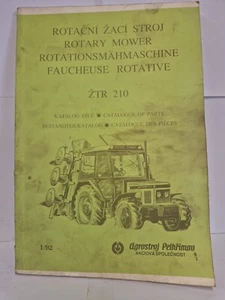 ROTAČNÍ ŽACÍ STROJ
ROTARY MOWER
ROTATIONSMÄHMASCHINE
FAUCHEUSE ROTATIVE
ŽTR 210
KATALOG DÍLŮ ● CATALOGUE OF PARTS
BESTANDTEILKATALOG ● CATALOGUE DES PIÈCES
1/92
Agrostroj Pelhřimov
AKCIOVÁ SPOLEČNOST